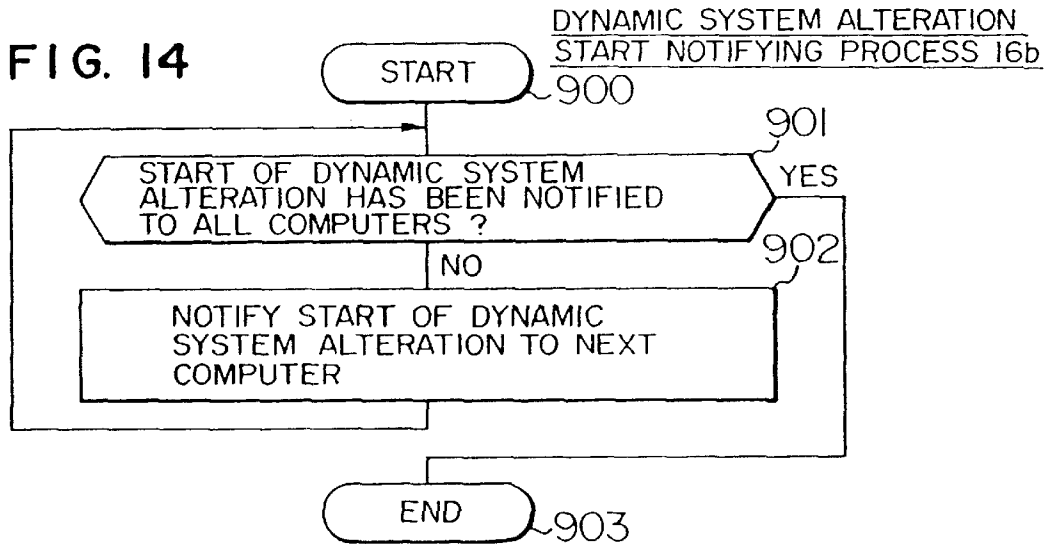 FIG. 14
DYNAMIC SYSTEM ALTERATION
START NOTIFYING PROCESS 16b
START
900
901
START OF DYNAMIC SYSTEM
ALTERATION HAS BEEN NOTIFIED
TO ALL COMPUTERS ?
YES
NO
902
NOTIFY START OF DYNAMIC
SYSTEM ALTERATION TO NEXT
COMPUTER
END
903